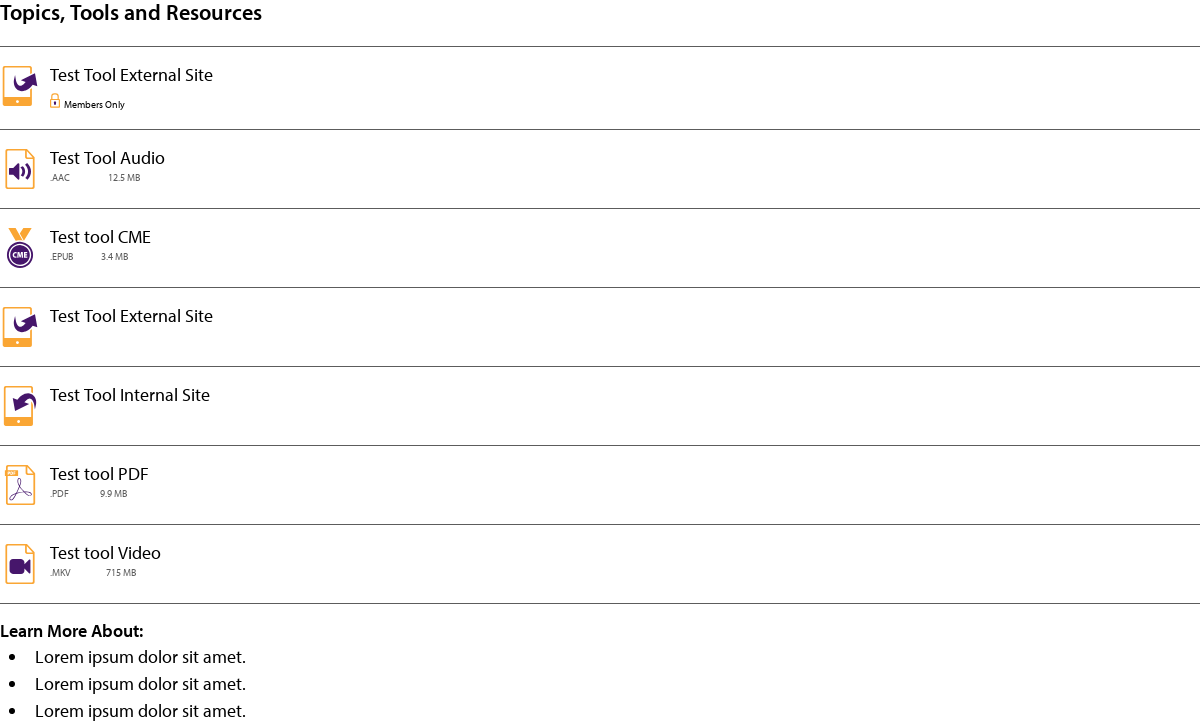 Topics, Tools and Resources
Test Tool External Site
Members Only
Test Tool Audio
.AAC 12.5 MB
Test tool CME
CME
.EPUB 3.4 MB
Test Tool External Site
Test Tool Internal Site
Test tool PDF
.PDF 9.9 MB
Test tool Video
.MKV 715 MB
Learn More About:
• Lorem ipsum dolor sit amet.
• Lorem ipsum dolor sit amet.
• Lorem ipsum dolor sit amet.